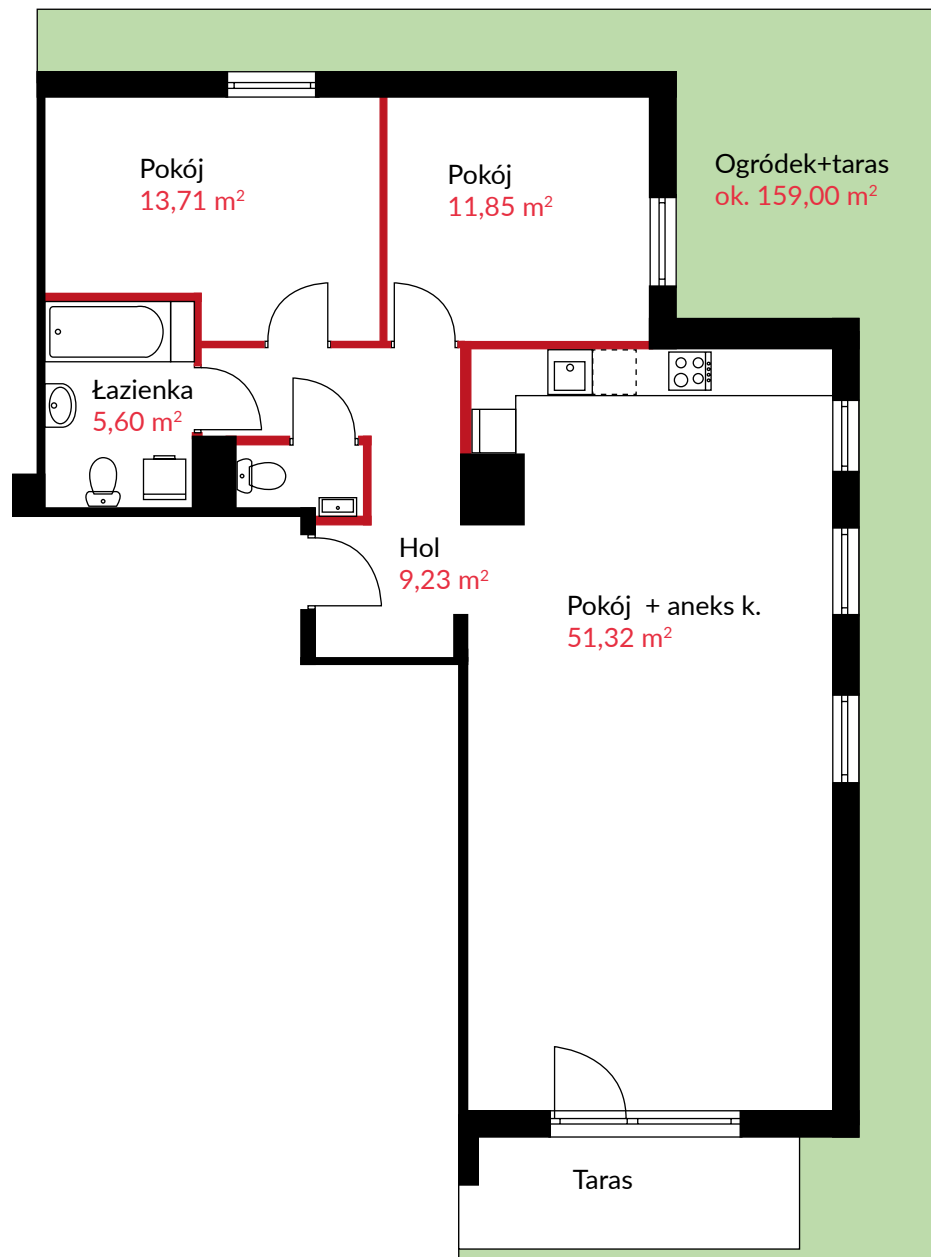 Pokój
13,71 m²
Pokój
11,85 m²
Ogródek+taras
ok. 159,00 m²
Łazienka
5,60 m²
Hol
9,23 m²
Pokój + aneks k.
51,32 m²
Taras